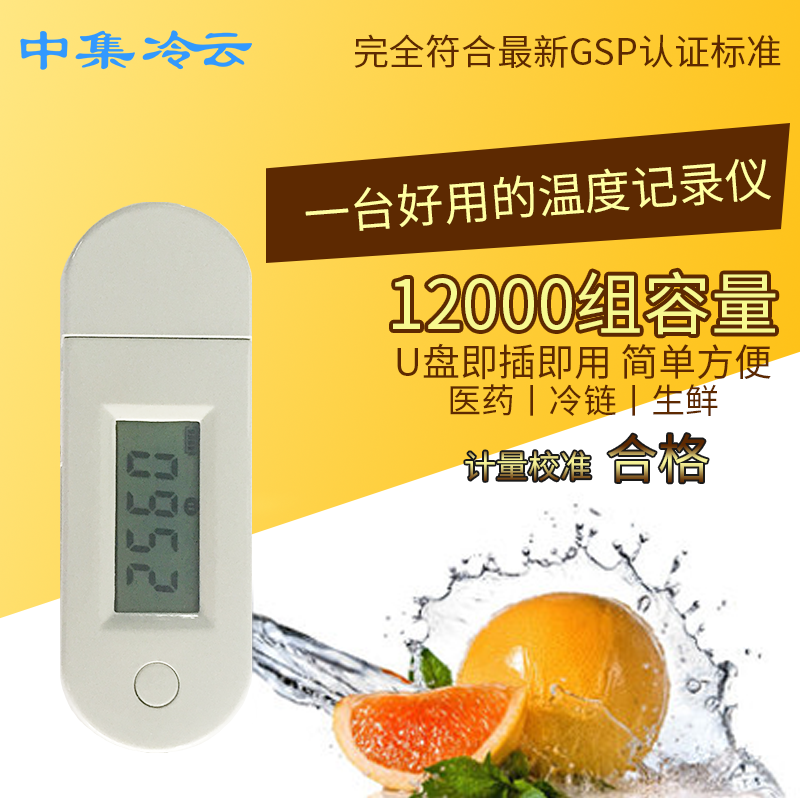 中集冷云
完全符合最新GSP认证标准
一台好用的温度记录仪
12000组容量
U盘即插即用 简单方便
医药丨冷链丨生鲜
计量校准 合格
2560